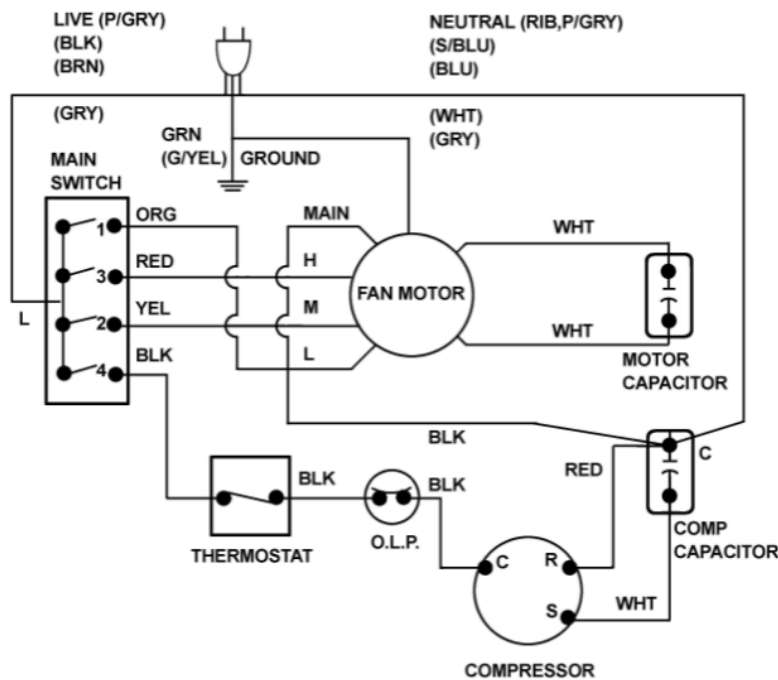 LIVE (P/GRY)
(BLK)
(BRN)
(GRY)
NEUTRAL (RIB,P/GRY)
(S/BLU)
(BLU)
(WHT)
(GRY)
GRN
(G/YEL)
GROUND
MAIN
SWITCH
L
1
3
2
4
ORG
RED
YEL
BLK
MAIN
H
M
L
FAN MOTOR
WHT
WHT
MOTOR
CAPACITOR
BLK
C
RED
COMP
CAPACITOR
BLK
BLK
THERMOSTAT
O.L.P.
C
R
S
WHT
COMPRESSOR